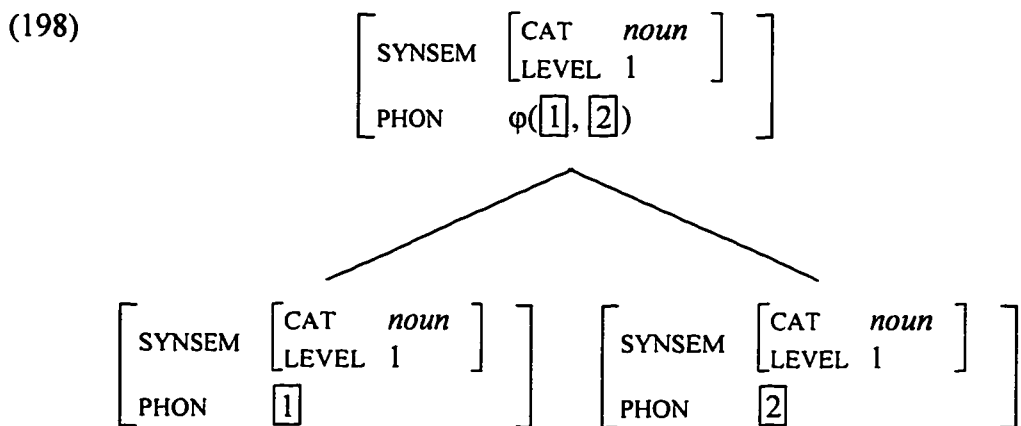 (198)
SYNSEM [CAT noun
LEVEL 1]
PHON φ([1], [2])
SYNSEM [CAT noun
LEVEL 1]
PHON [1]
SYNSEM [CAT noun
LEVEL 1]
PHON [2]